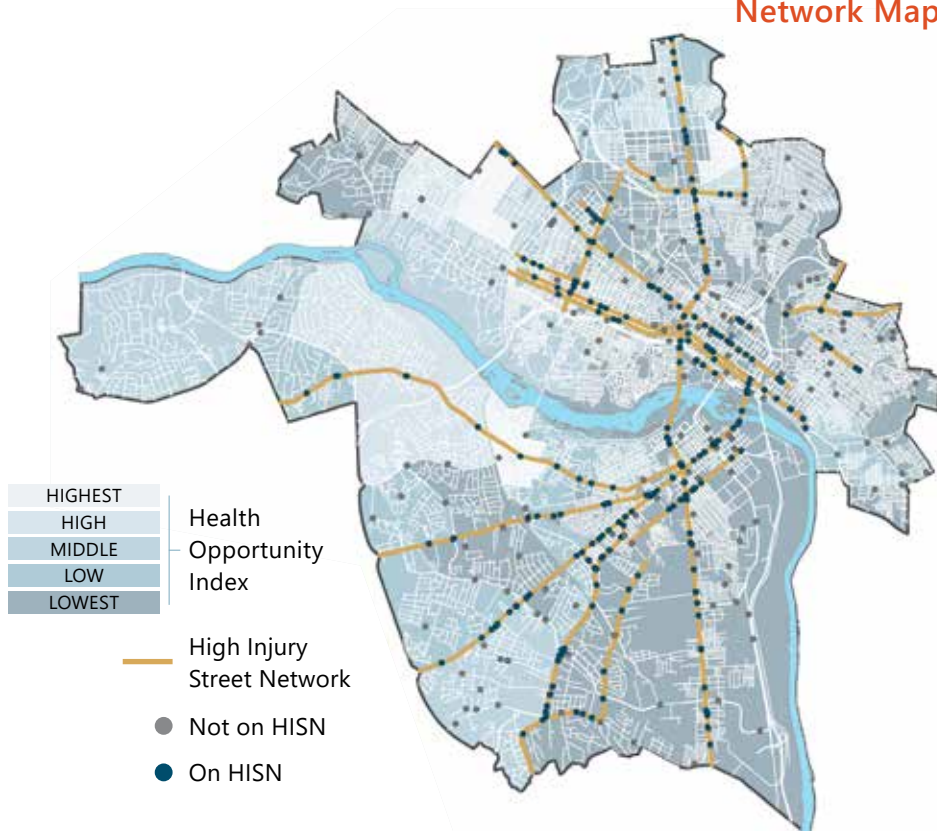 Network Map
HIGHEST
HIGH
MIDDLE
LOW
LOWEST
Health
Opportunity
Index
High Injury
Street Network
Not on HISN
On HISN